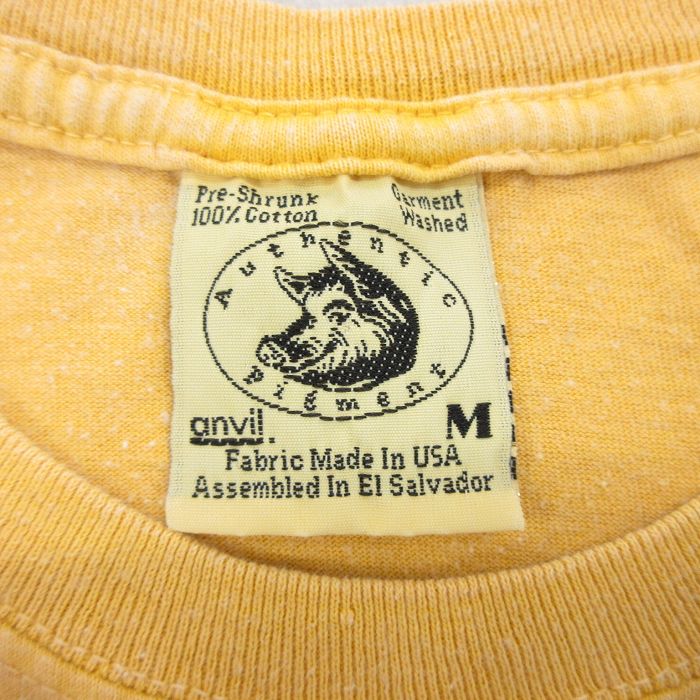 Pre-Shrunk Garment
100% Cotton Washed
Authentic
Pigment
anvil. M
Fabric Made In USA
Assembled In El Salvador